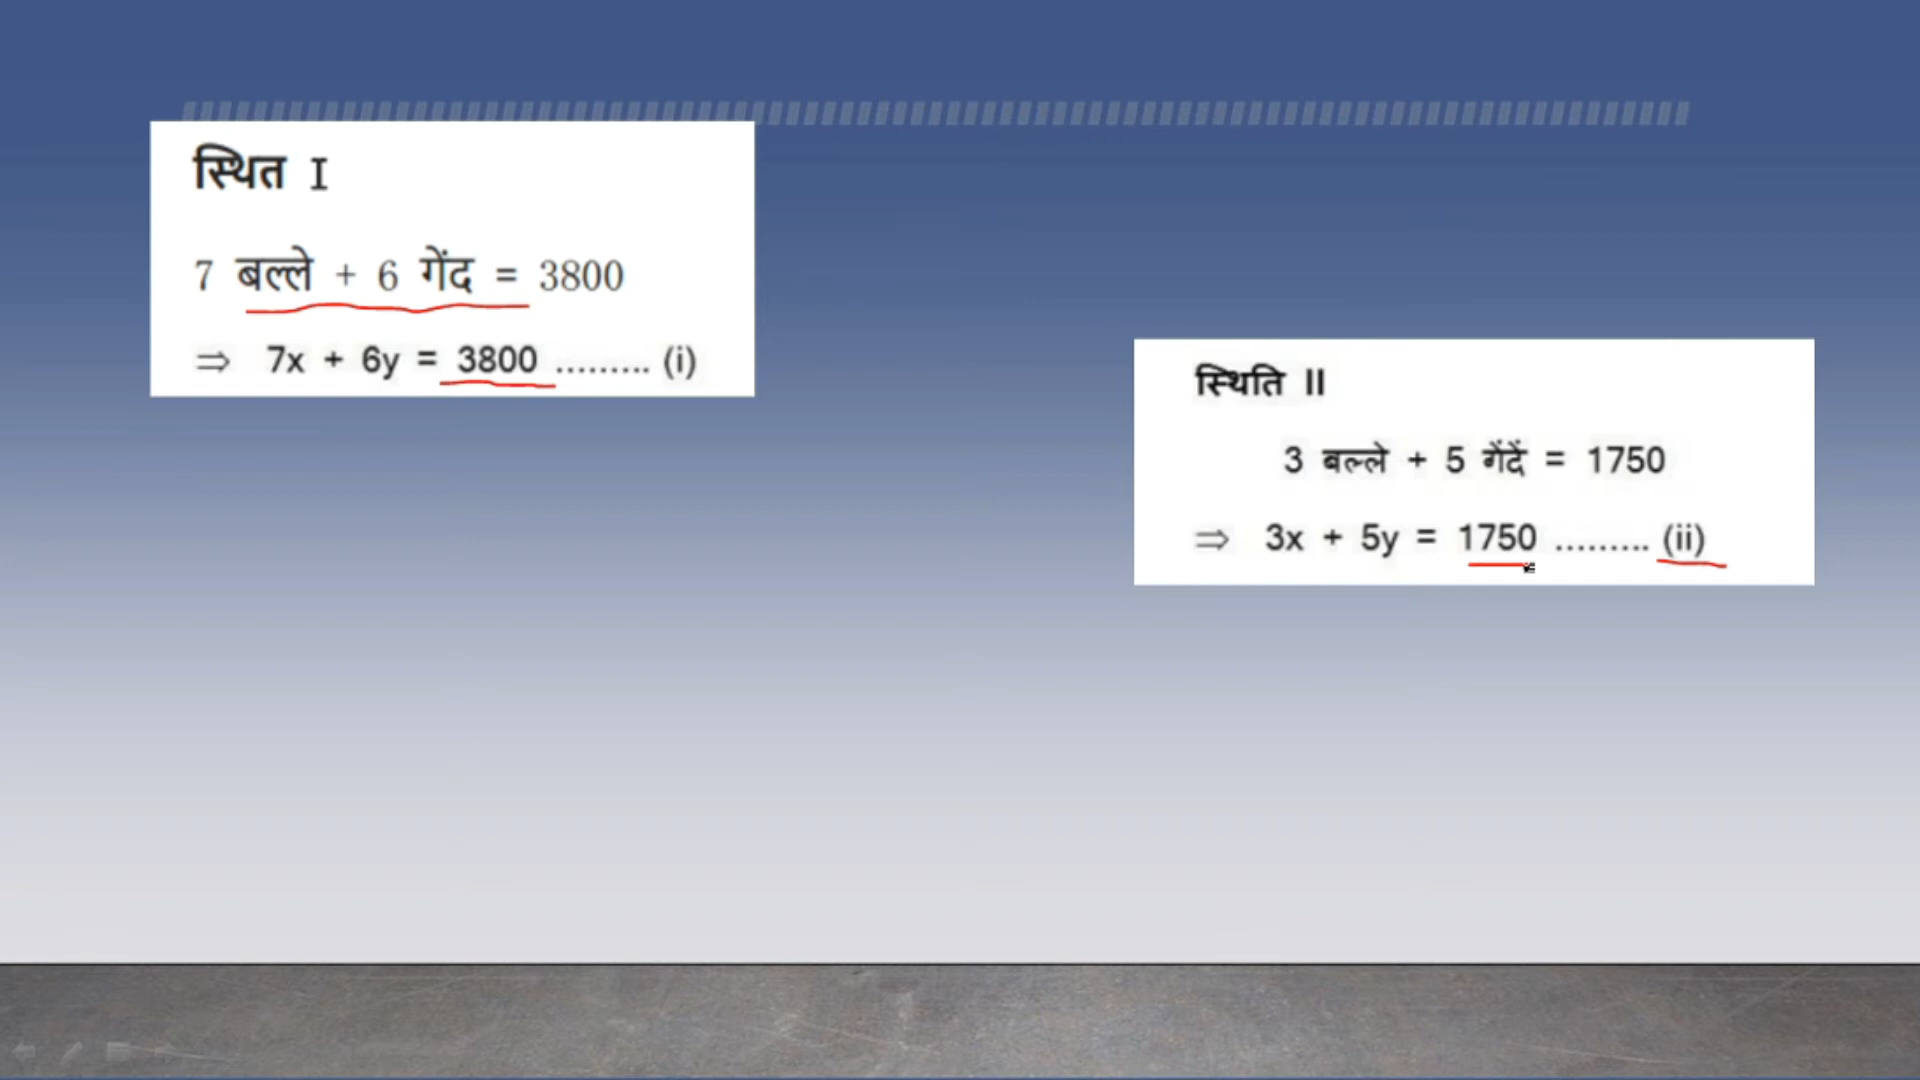 स्थित I
7 बल्ले + 6 गेंद = 3800
⇒ 7x + 6y = 3800 ......... (i)
स्थिति II
3 बल्ले + 5 गेंदें = 1750
⇒ 3x + 5y = 1750 ......... (ii)